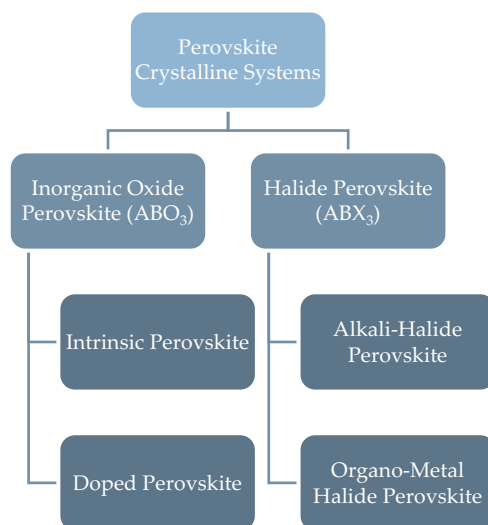 Perovskite
Crystalline Systems
Inorganic Oxide
Perovskite (ABO₃)
Halide Perovskite
(ABX₃)
Intrinsic Perovskite
Alkali-Halide
Perovskite
Doped Perovskite
Organo-Metal
Halide Perovskite